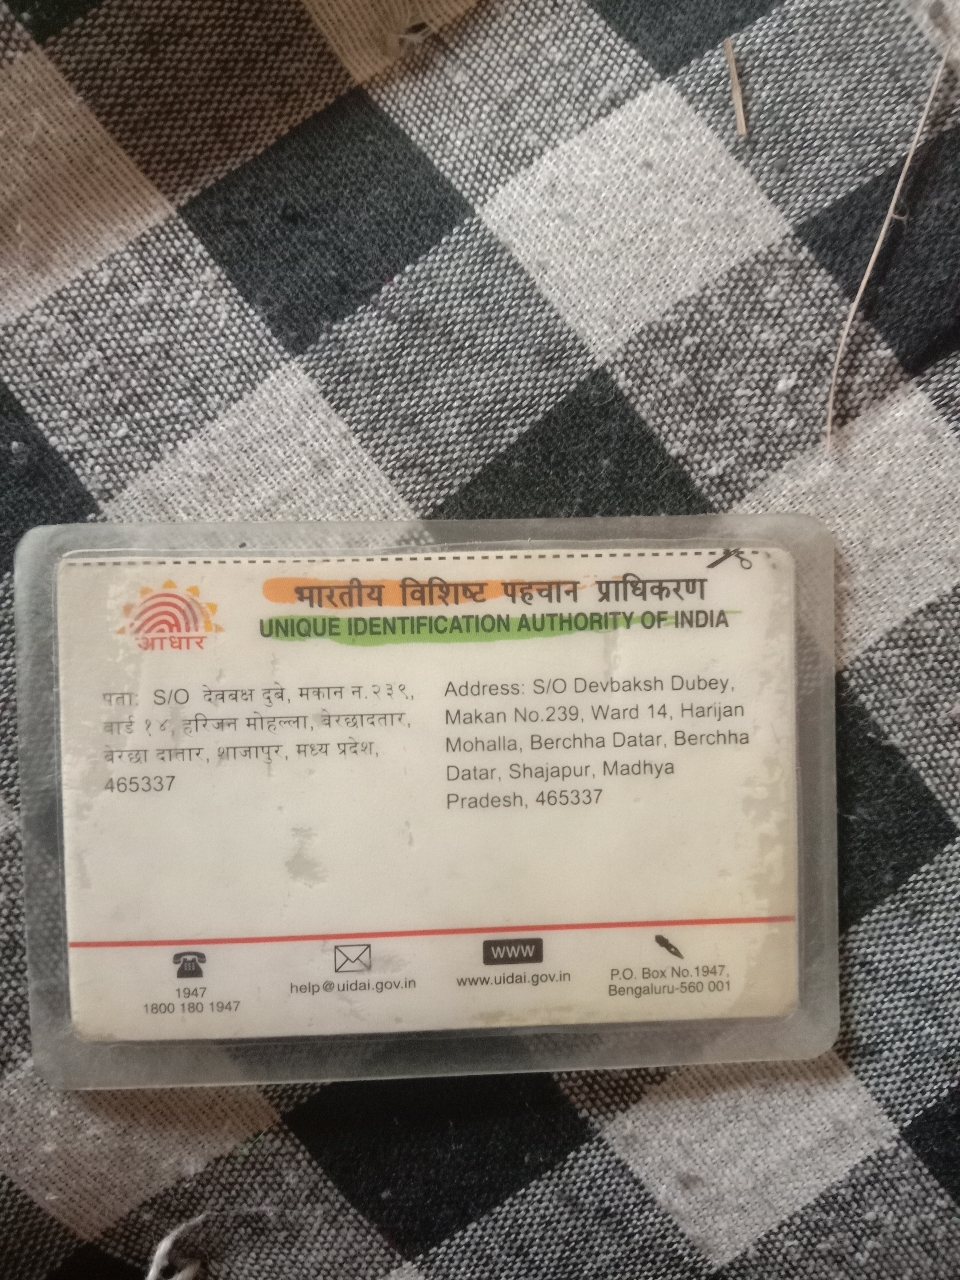 भारतीय विशिष्ट पहचान प्राधिकरण
UNIQUE IDENTIFICATION AUTHORITY OF INDIA
आधार
पता: S/O देवबक्ष दुबे, मकान न.२३९,
बार्ड १४, हरिजन मोहल्ला, बेरछादतार,
बेरछा दातार, शाजापुर, मध्य प्रदेश,
465337
Address: S/O Devbaksh Dubey,
Makan No.239, Ward 14, Harijan
Mohalla, Berchha Datar, Berchha
Datar, Shajapur, Madhya
Pradesh, 465337
1947
1800 180 1947
help@uidai.gov.in
www
www.uidai.gov.in
P.O. Box No.1947,
Bengaluru-560 001